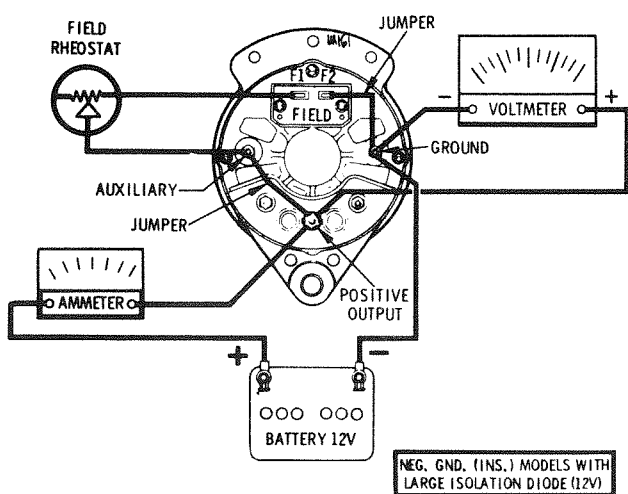 FIELD
RHEOSTAT
JUMPER
F1 F2
FIELD
-
+
VOLTMETER
GROUND
AUXILIARY
JUMPER
AMMETER
POSITIVE
OUTPUT
+
-
BATTERY 12V
NEG. GND. (INS.) MODELS WITH
LARGE ISOLATION DIODE (12V)